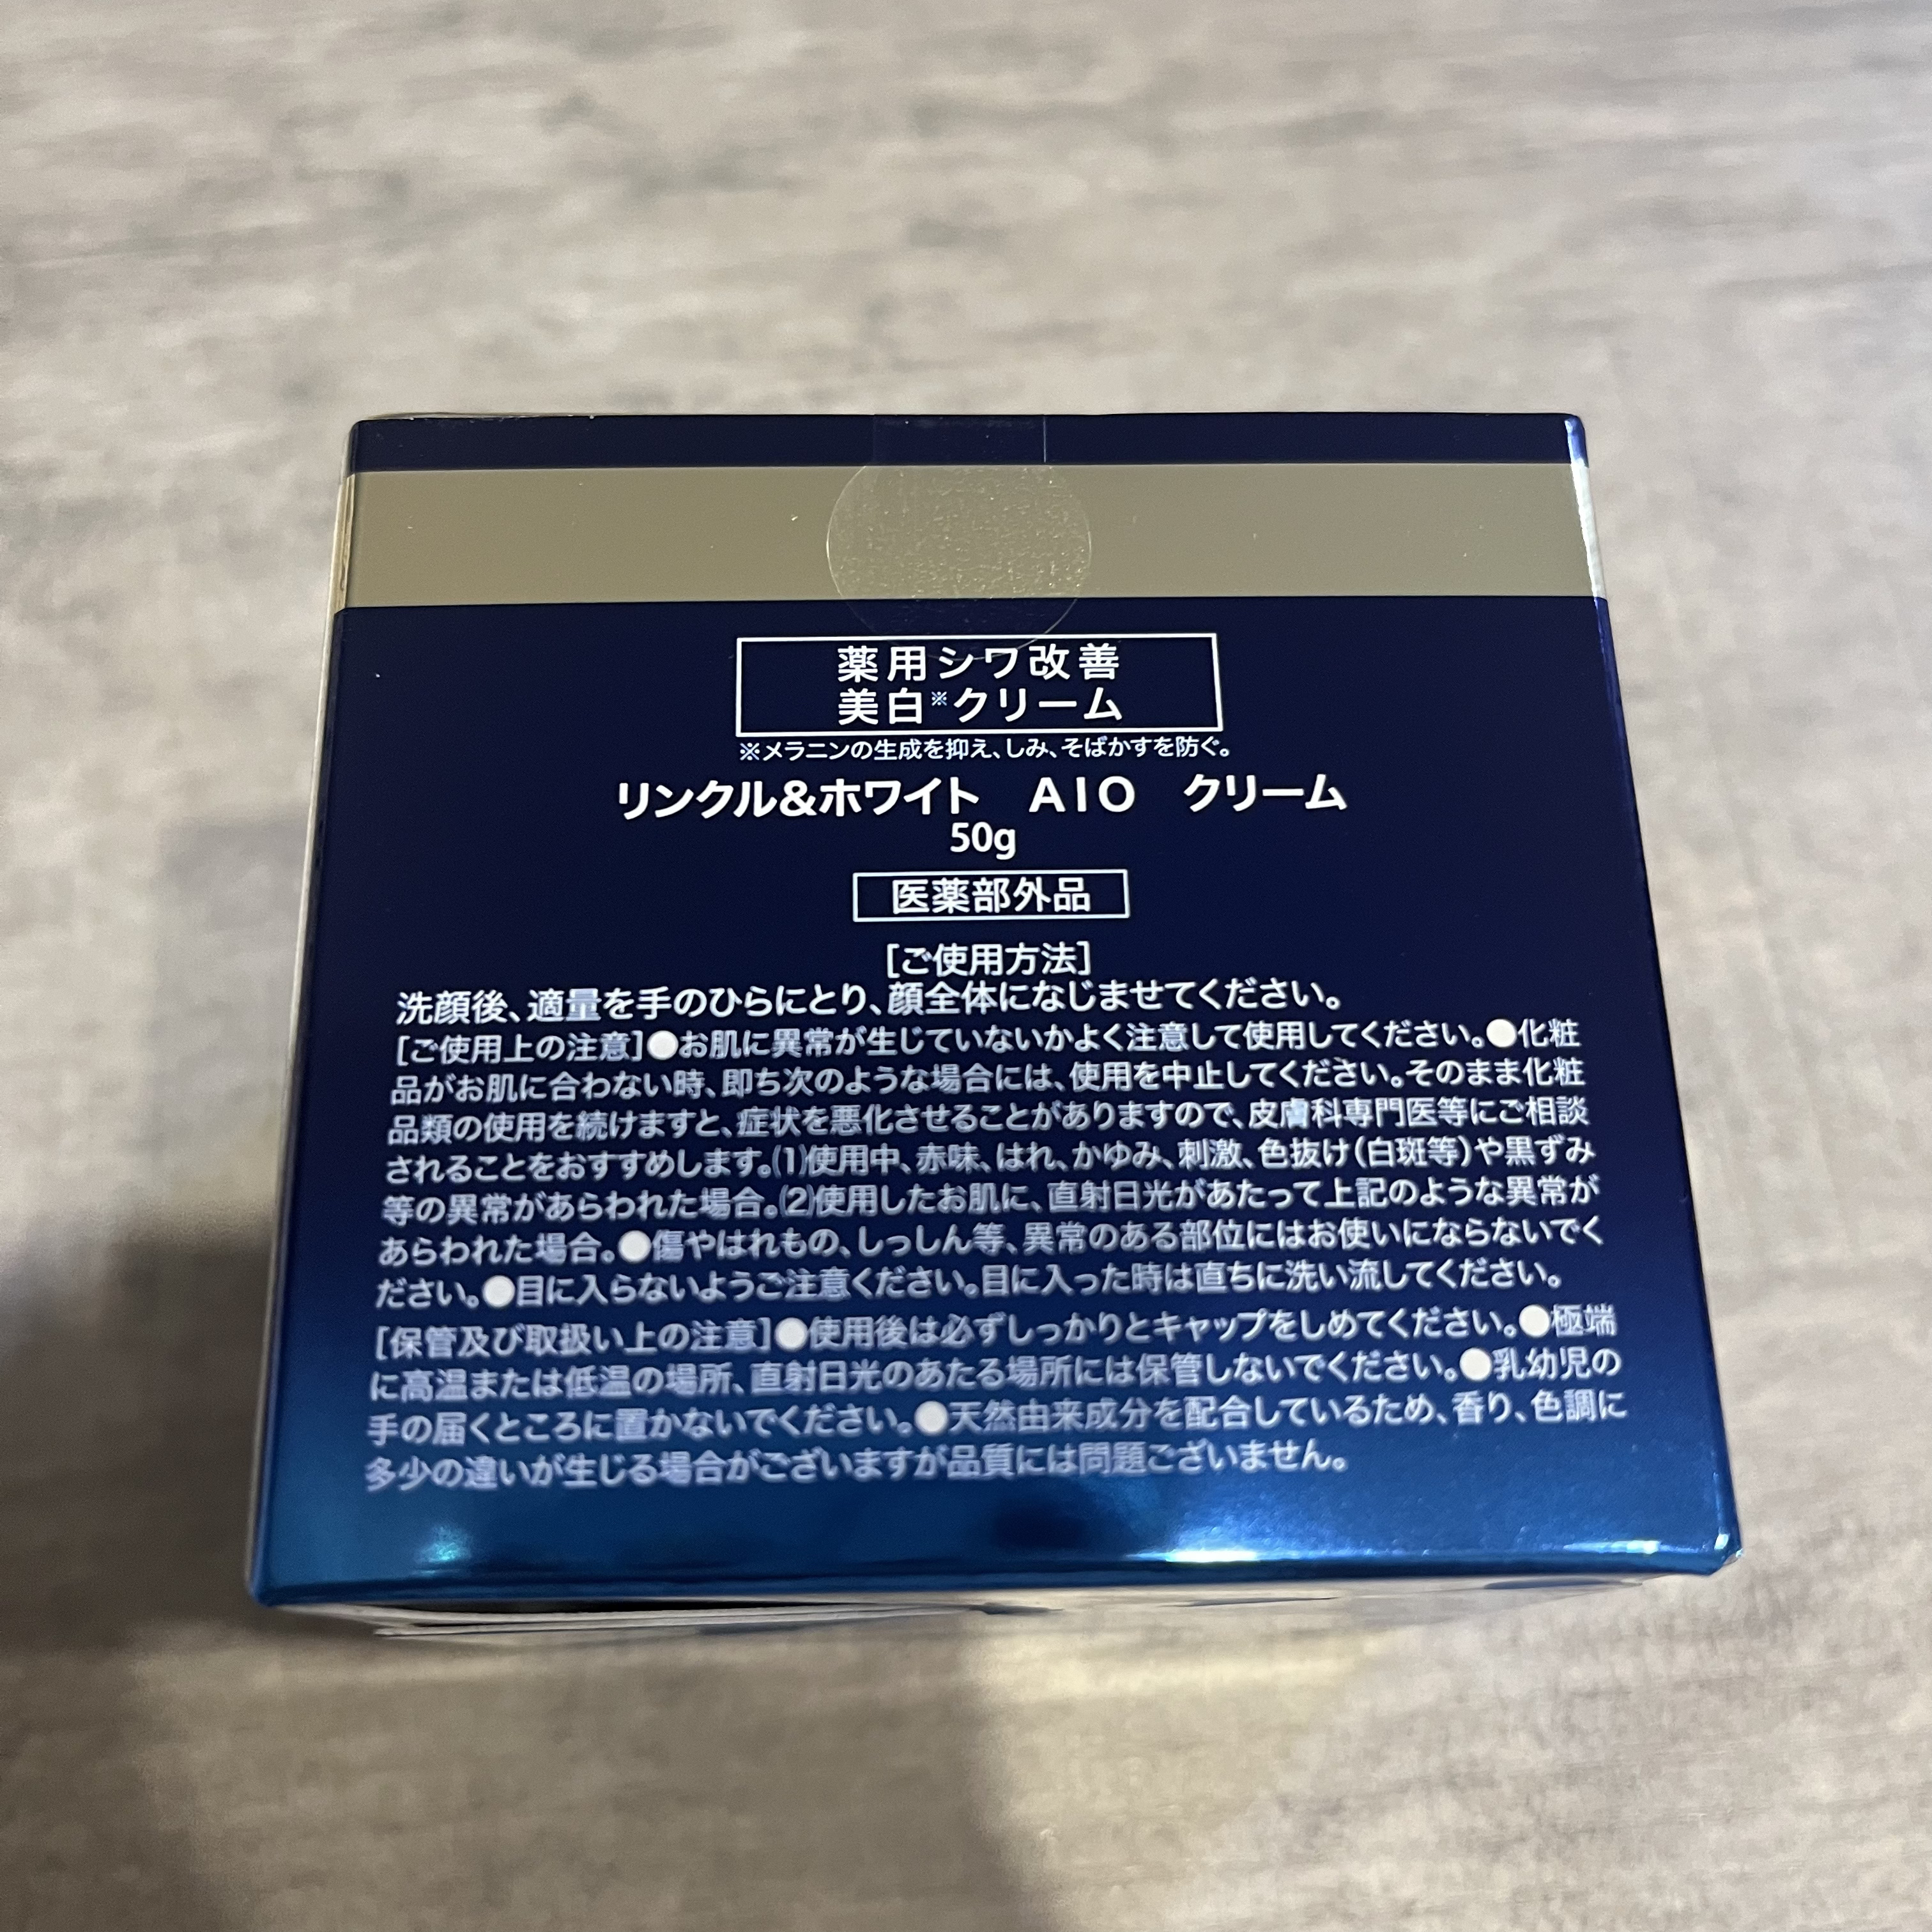 薬用シワ改善
美白※クリーム
※メラニンの生成を抑え、しみ、そばかすを防ぐ。
リンクル&ホワイト　AIO　クリーム
50g
医薬部外品
[ご使用方法]
洗顔後、適量を手のひらにとり、顔全体になじませてください。
[ご使用上の注意]●お肌に異常が生じていないかよく注意して使用してください。●化粧
品がお肌に合わない時、即ち次のような場合には、使用を中止してください。そのまま化粧
品類の使用を続けますと、症状を悪化させることがありますので、皮膚科専門医等にご相談
されることをおすすめします。⑴使用中、赤味、はれ、かゆみ、刺激、色抜け(白斑等)や黒ずみ
等の異常があらわれた場合。⑵使用したお肌に、直射日光があたって上記のような異常が
あらわれた場合。●傷やはれもの、しっしん等、異常のある部位にはお使いにならないでく
ださい。●目に入らないようご注意ください。目に入った時は直ちに洗い流してください。
[保管及び取扱い上の注意]●使用後は必ずしっかりとキャップをしめてください。●極端
に高温または低温の場所、直射日光のあたる場所には保管しないでください。●乳幼児の
手の届くところに置かないでください。●天然由来成分を配合しているため、香り、色調に
多少の違いが生じる場合がございますが品質には問題ございません。